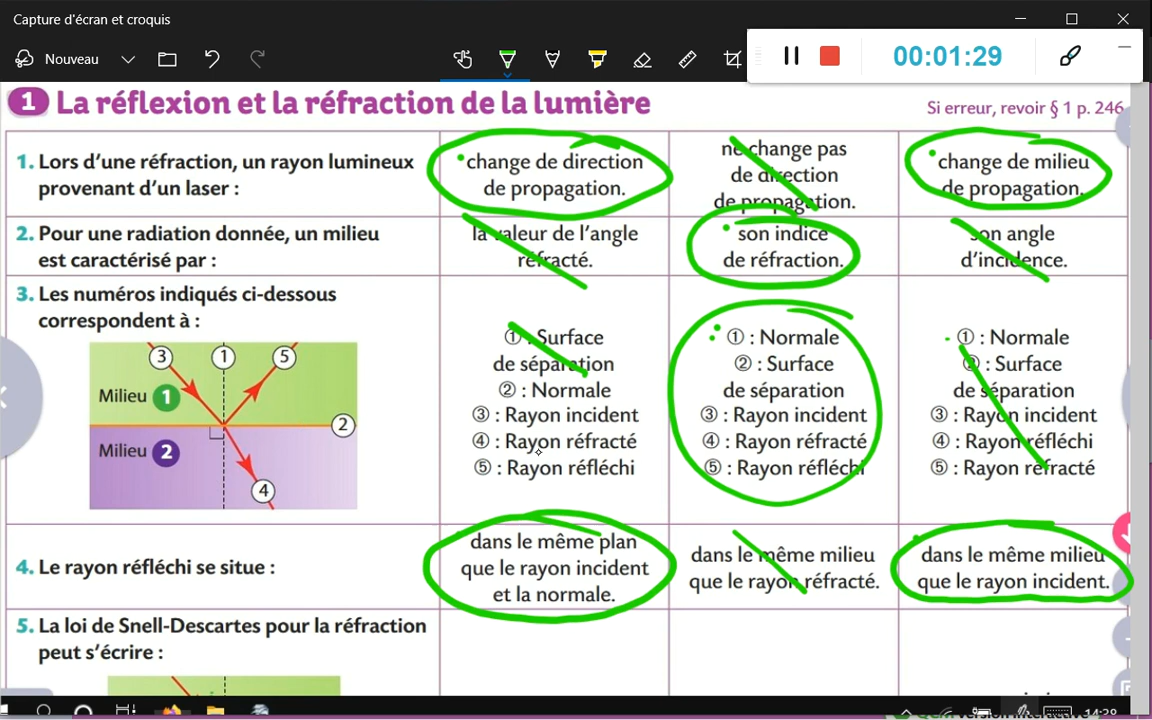 Capture d'écran et croquis
Nouveau
00:01:29
1 La réflexion et la réfraction de la lumière
Si erreur, revoir § 1 p. 246
1. Lors d'une réfraction, un rayon lumineux
provenant d'un laser :
change de direction
de propagation.
ne change pas
de direction
de propagation.
change de milieu
de propagation.
2. Pour une radiation donnée, un milieu
est caractérisé par :
la valeur de l'angle
réfracté.
son indice
de réfraction.
son angle
d'incidence.
3. Les numéros indiqués ci-dessous
correspondent à :
3 1 5
Milieu 1
2
Milieu 2
4
① : Surface
de séparation
② : Normale
③ : Rayon incident
④ : Rayon réfracté
⑤ : Rayon réfléchi
① : Normale
② : Surface
de séparation
③ : Rayon incident
④ : Rayon réfracté
⑤ : Rayon réfléchi
① : Normale
② : Surface
de séparation
③ : Rayon incident
④ : Rayon réfléchi
⑤ : Rayon réfracté
4. Le rayon réfléchi se situe :
dans le même plan
que le rayon incident
et la normale.
dans le même milieu
que le rayon réfracté.
dans le même milieu
que le rayon incident.
5. La loi de Snell-Descartes pour la réfraction
peut s'écrire :
14:38